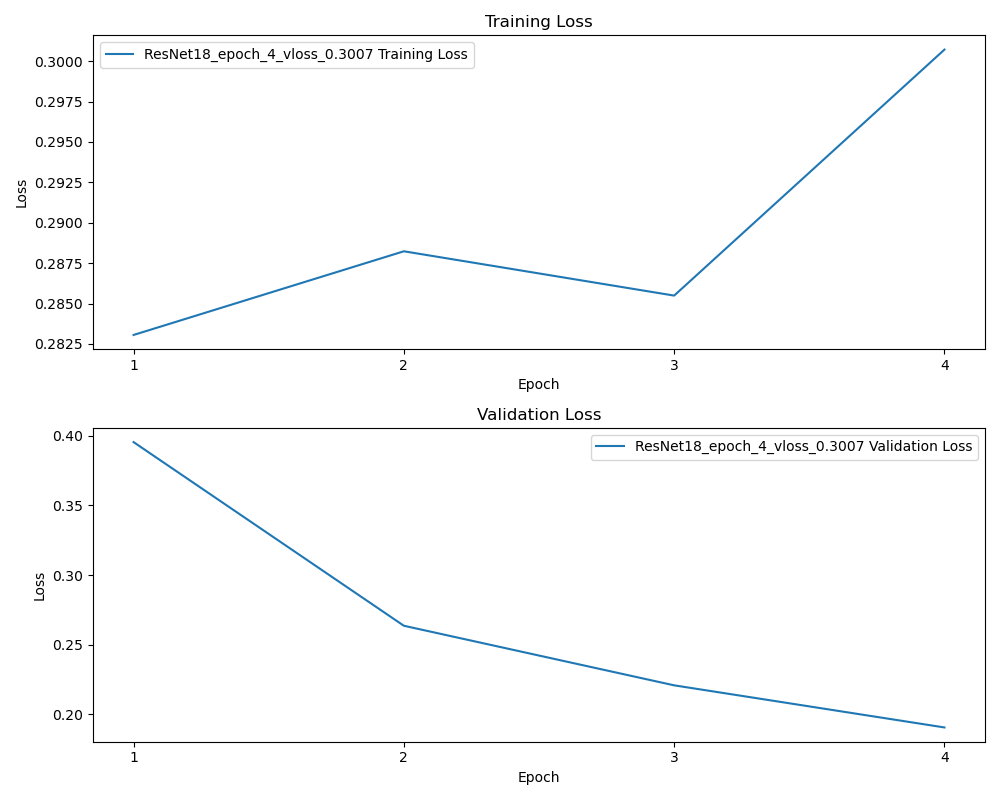 Training Loss
ResNet18_epoch_4_vloss_0.3007 Training Loss
0.3000
0.2975
0.2950
0.2925
0.2900
0.2875
0.2850
0.2825
Loss
1 2 3 4
Epoch
Validation Loss
ResNet18_epoch_4_vloss_0.3007 Validation Loss
0.40
0.35
0.30
0.25
0.20
Loss
1 2 3 4
Epoch